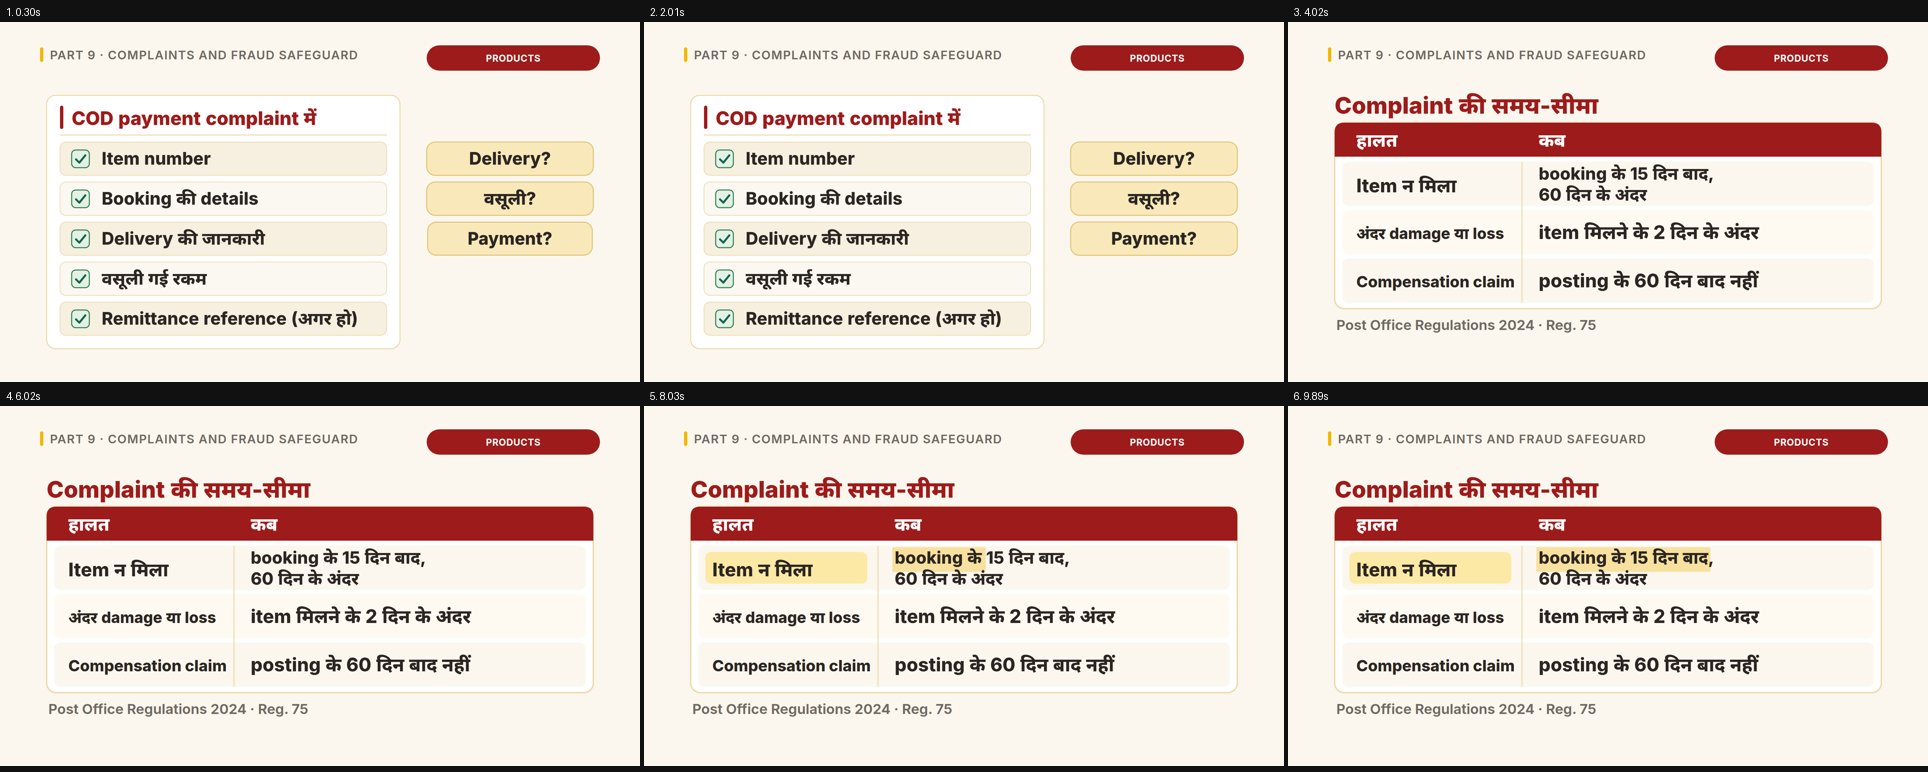 1. 0.30s
PART 9 · COMPLAINTS AND FRAUD SAFEGUARD
PRODUCTS
COD payment complaint में
Item number
Booking की details
Delivery की जानकारी
वसूली गई रकम
Remittance reference (अगर हो)
Delivery?
वसूली?
Payment?
2. 2.01s
PART 9 · COMPLAINTS AND FRAUD SAFEGUARD
PRODUCTS
COD payment complaint में
Item number
Booking की details
Delivery की जानकारी
वसूली गई रकम
Remittance reference (अगर हो)
Delivery?
वसूली?
Payment?
3. 4.02s
PART 9 · COMPLAINTS AND FRAUD SAFEGUARD
PRODUCTS
Complaint की समय-सीमा
हालत कब
Item न मिला
booking के 15 दिन बाद,
60 दिन के अंदर
अंदर damage या loss item मिलने के 2 दिन के अंदर
Compensation claim posting के 60 दिन बाद नहीं
Post Office Regulations 2024 · Reg. 75
4. 6.02s
PART 9 · COMPLAINTS AND FRAUD SAFEGUARD
PRODUCTS
Complaint की समय-सीमा
हालत कब
Item न मिला
booking के 15 दिन बाद,
60 दिन के अंदर
अंदर damage या loss item मिलने के 2 दिन के अंदर
Compensation claim posting के 60 दिन बाद नहीं
Post Office Regulations 2024 · Reg. 75
5. 8.03s
PART 9 · COMPLAINTS AND FRAUD SAFEGUARD
PRODUCTS
Complaint की समय-सीमा
हालत कब
Item न मिला
booking के 15 दिन बाद,
60 दिन के अंदर
अंदर damage या loss item मिलने के 2 दिन के अंदर
Compensation claim posting के 60 दिन बाद नहीं
Post Office Regulations 2024 · Reg. 75
6. 9.89s
PART 9 · COMPLAINTS AND FRAUD SAFEGUARD
PRODUCTS
Complaint की समय-सीमा
हालत कब
Item न मिला
booking के 15 दिन बाद,
60 दिन के अंदर
अंदर damage या loss item मिलने के 2 दिन के अंदर
Compensation claim posting के 60 दिन बाद नहीं
Post Office Regulations 2024 · Reg. 75